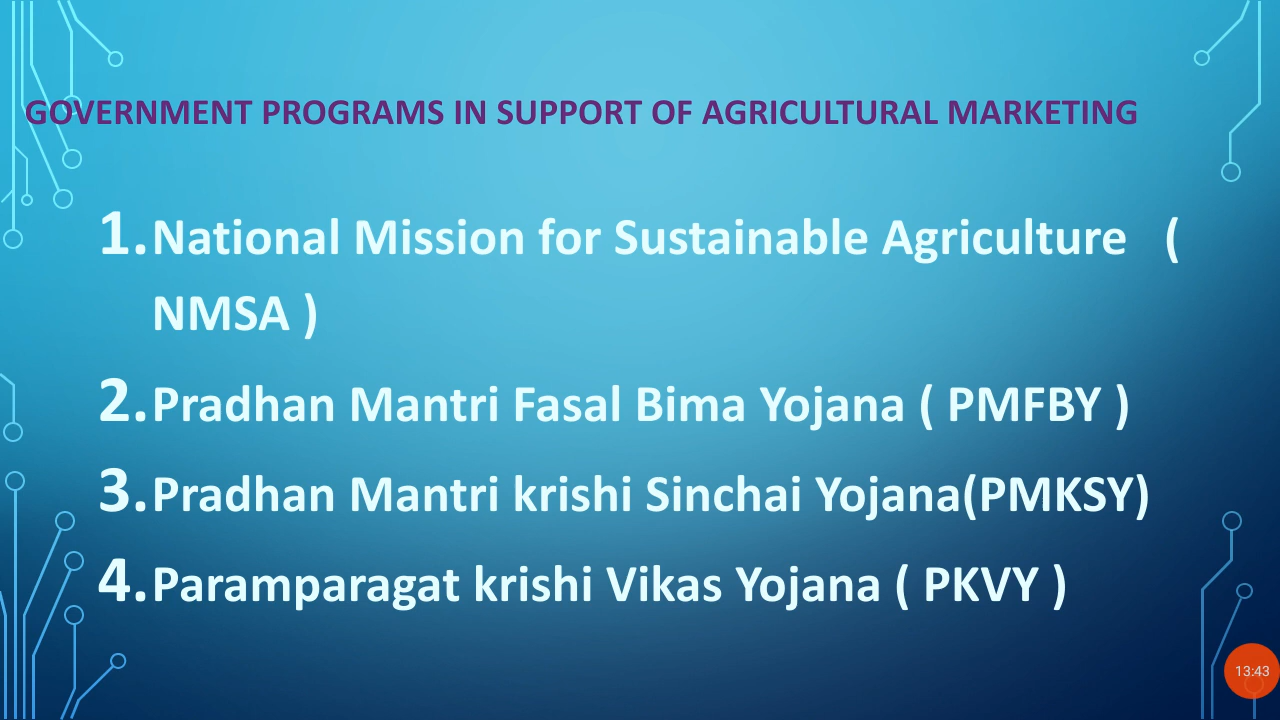 GOVERNMENT PROGRAMS IN SUPPORT OF AGRICULTURAL MARKETING
1. National Mission for Sustainable Agriculture (
NMSA )
2. Pradhan Mantri Fasal Bima Yojana ( PMFBY )
3. Pradhan Mantri krishi Sinchai Yojana(PMKSY)
4. Paramparagat krishi Vikas Yojana ( PKVY )
13:43